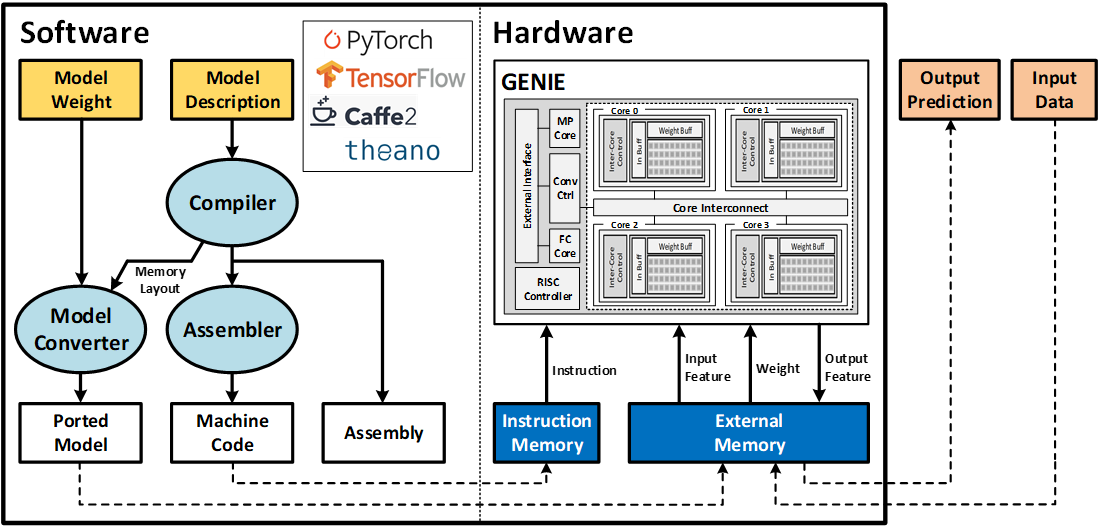 Software
Hardware
PyTorch
TensorFlow
Caffe2
theano
Model
Weight
Model
Description
Compiler
Memory
Layout
Model
Converter
Assembler
Ported
Model
Machine
Code
Assembly
GENIE
External Interface
MP
Core
Conv
Ctrl
FC
Core
RISC
Controller
Core 0
Inter-Core
Control
In Buff
Weight Buff
Core 1
Inter-Core
Control
In Buff
Weight Buff
Core Interconnect
Core 2
Inter-Core
Control
In Buff
Weight Buff
Core 3
Inter-Core
Control
In Buff
Weight Buff
Instruction
Input
Feature
Weight
Output
Feature
Instruction
Memory
External
Memory
Output
Prediction
Input
Data